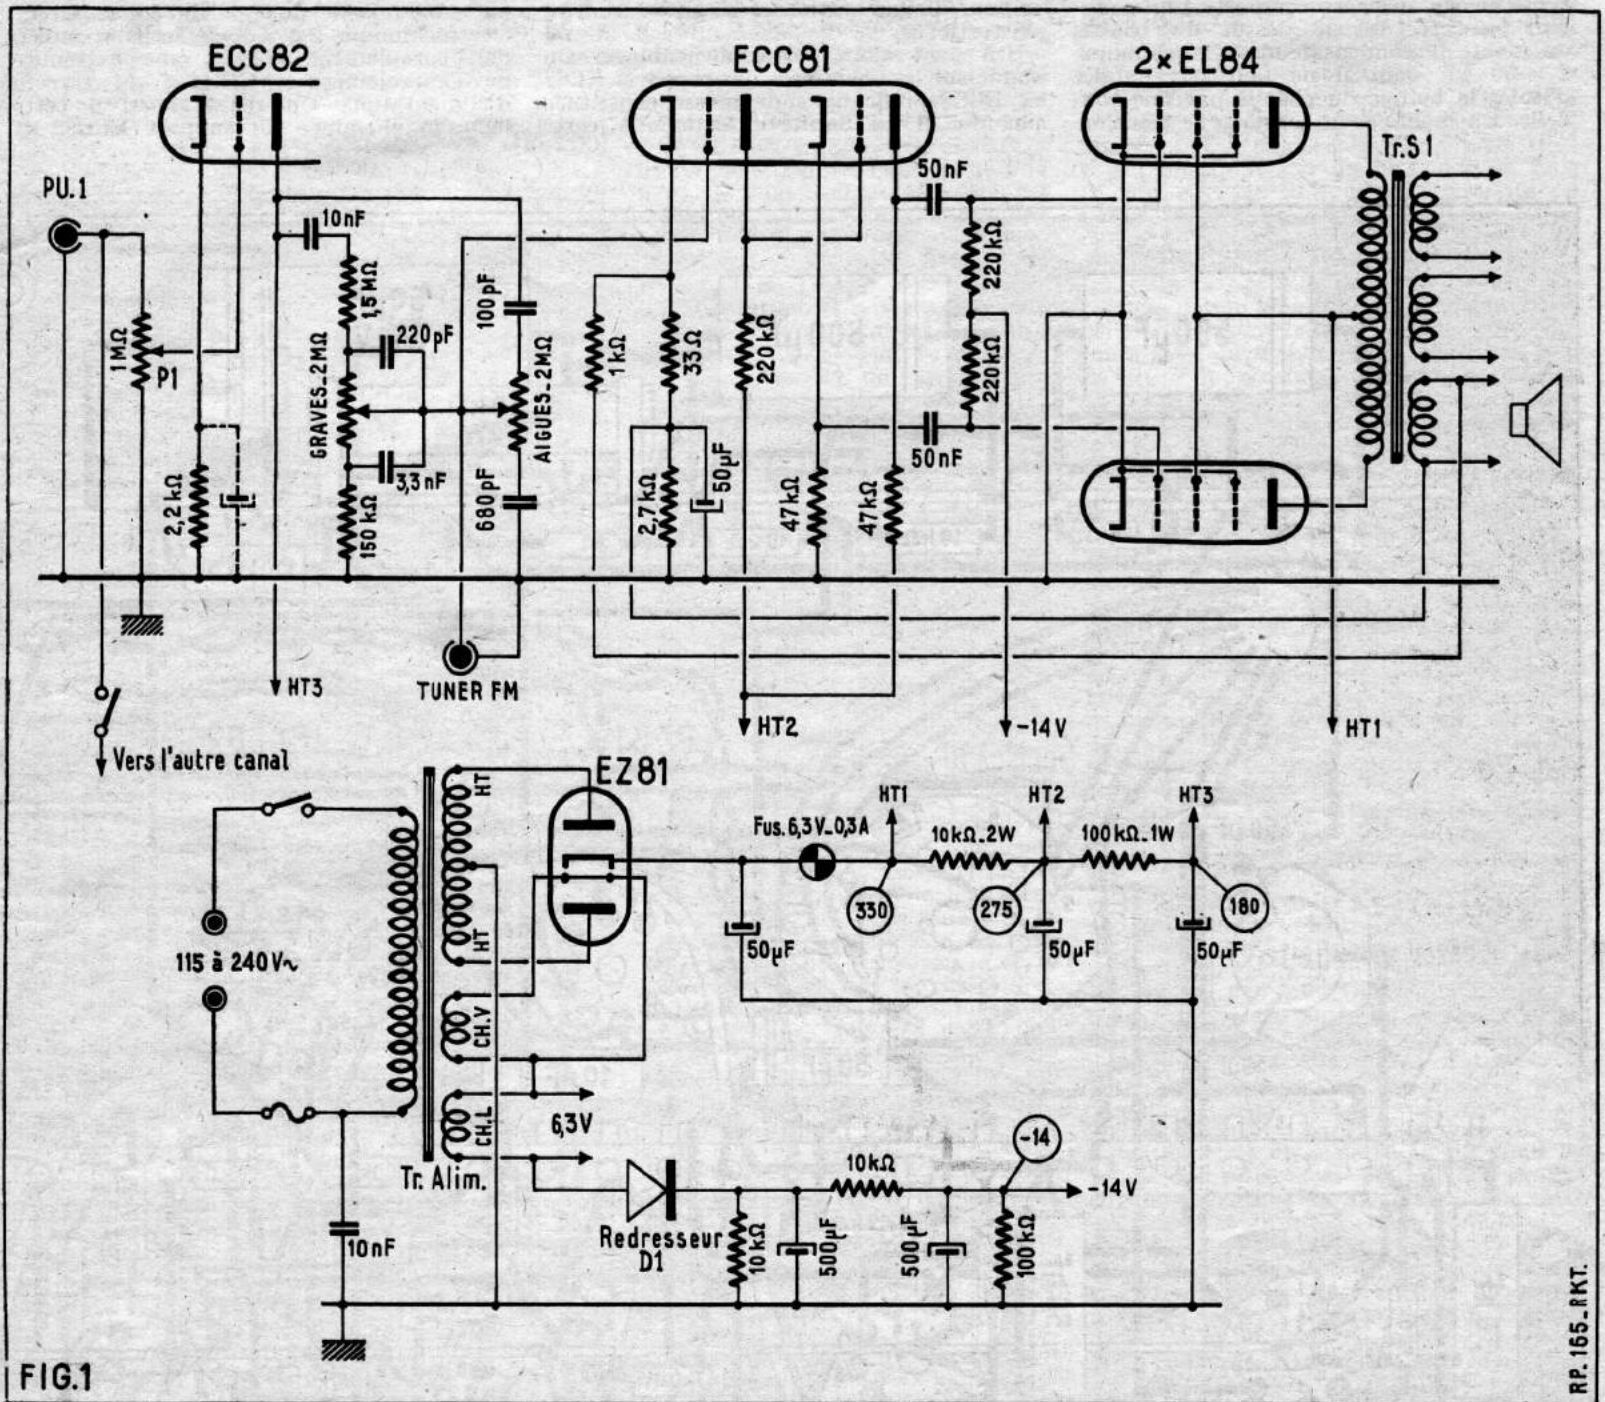 ECC82
ECC81
2×EL84
PU.1
50nF
Tr.S1
10nF
1MΩ
P1
1,5MΩ
220pF
100pF
GRAVES_2MΩ
AIGUES_2MΩ
1kΩ
33Ω
220kΩ
220kΩ
220kΩ
50nF
3,3nF
2,2kΩ
150kΩ
680pF
2,7kΩ
50µF
47kΩ
47kΩ
HT3
TUNER FM
HT2
-14V
HT1
Vers l'autre canal
EZ81
HT
HT
Fus.6,3V_0,3A
HT1
10kΩ_2W
HT2
100kΩ_1W
HT3
330
275
180
50µF
50µF
50µF
115 à 240V~
CH.V
CH.L
6,3V
Tr. Alim.
10nF
Redresseur
D1
10kΩ
500µF
10kΩ
500µF
-14
-14V
100kΩ
FIG.1
RP.165_RKT.